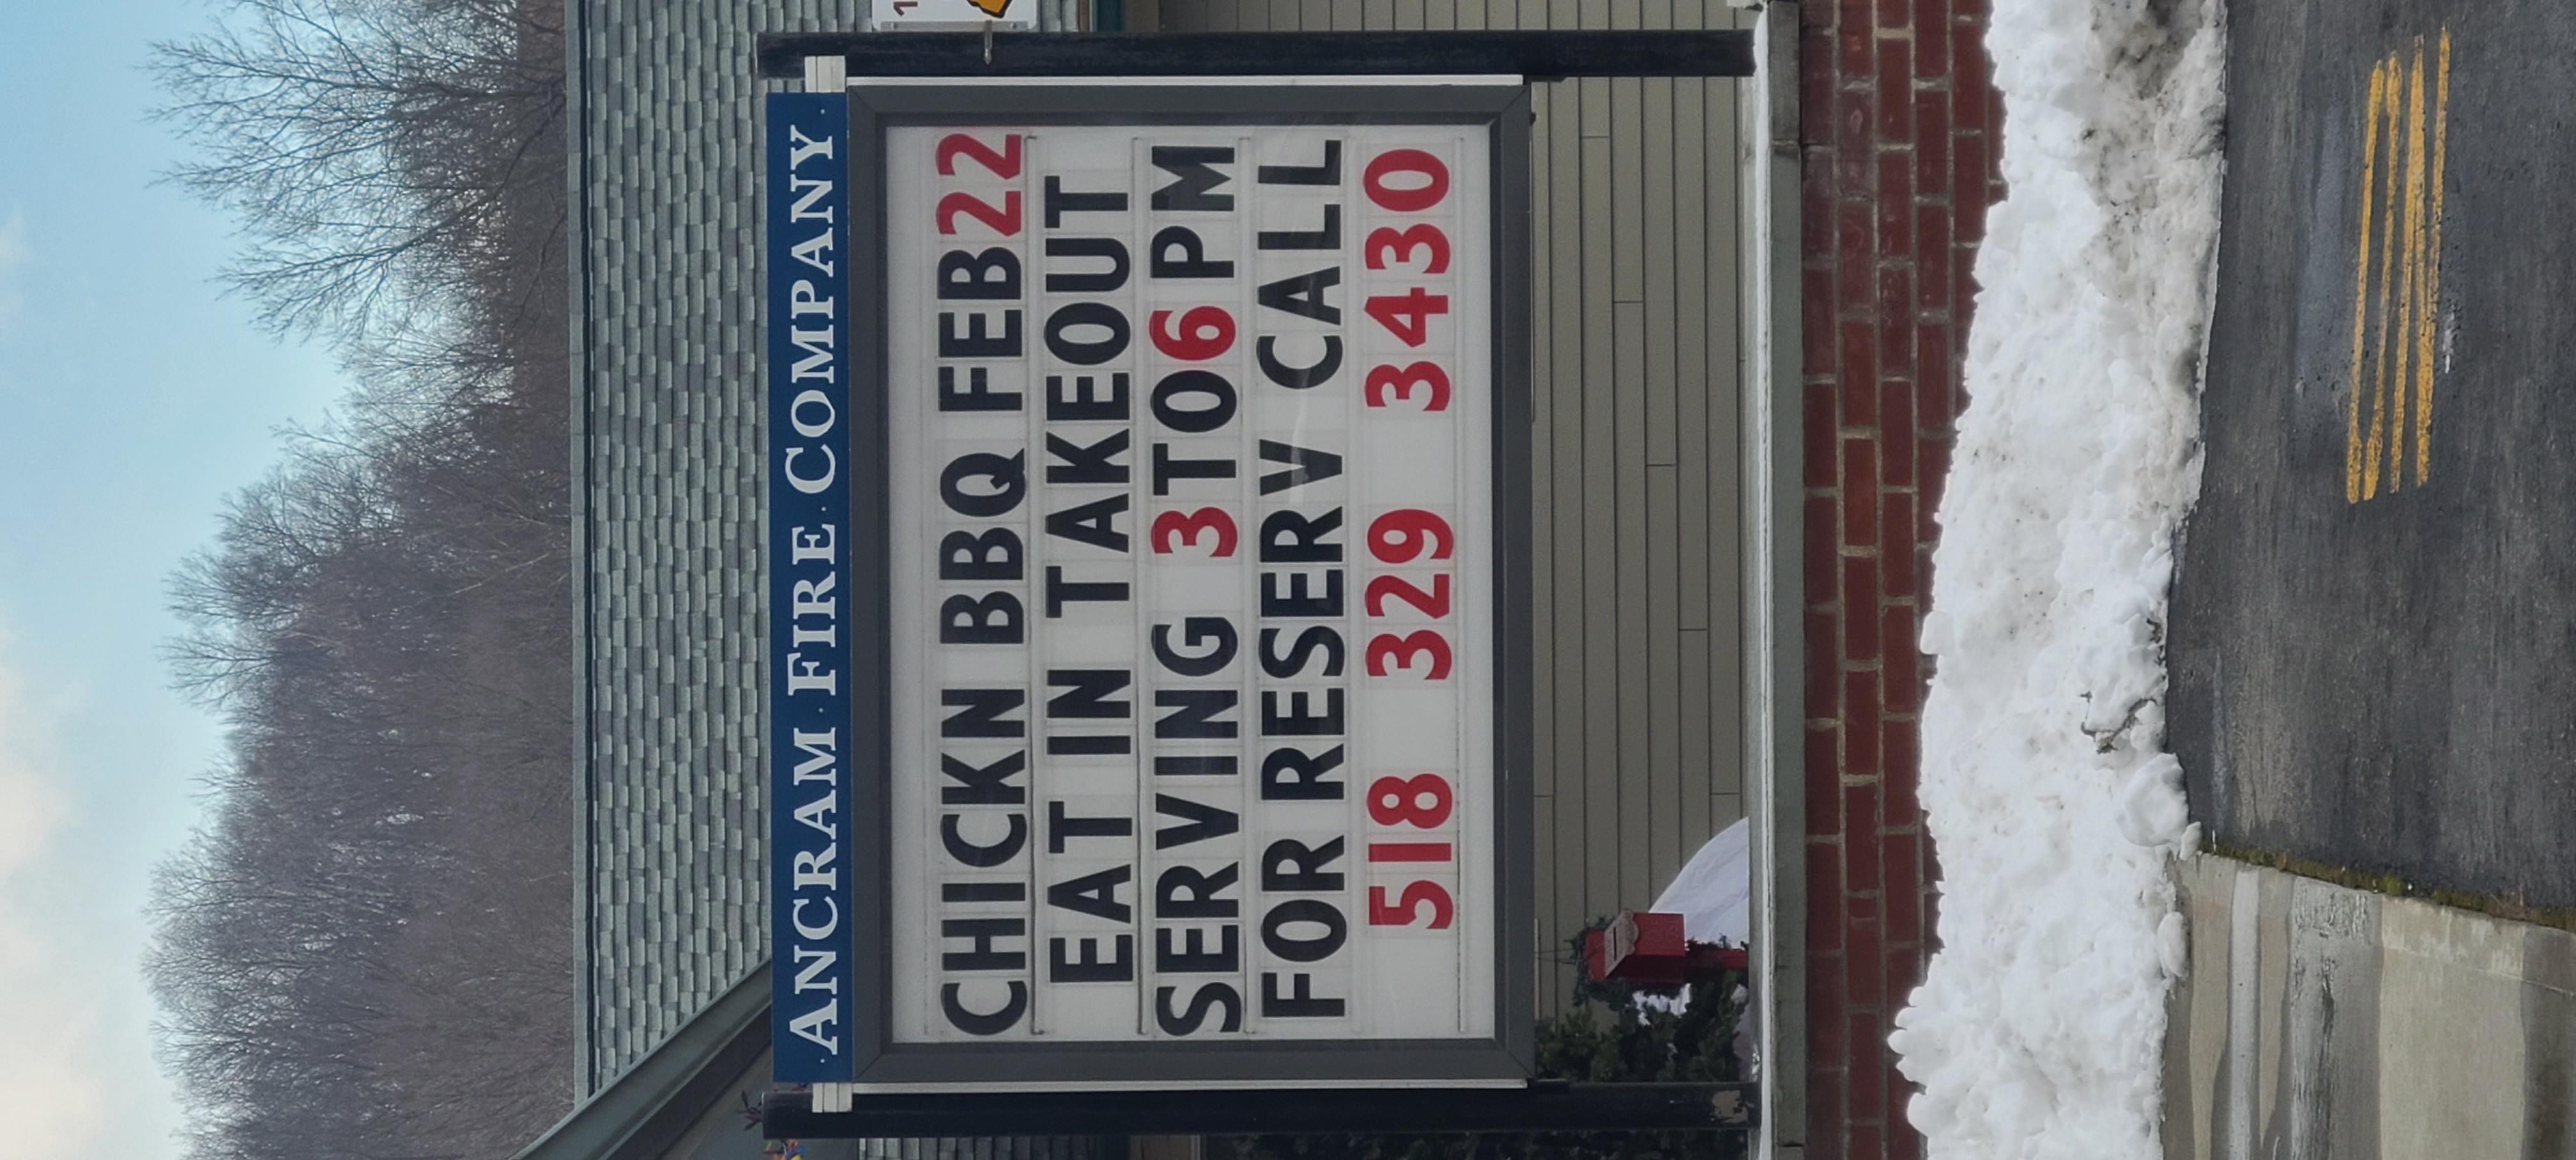 ANCRAM FIRE COMPANY
CHICKN BBQ FEB22
EAT IN TAKEOUT
SERVING 3TO6PM
FOR RESERV CALL
518 329 3430